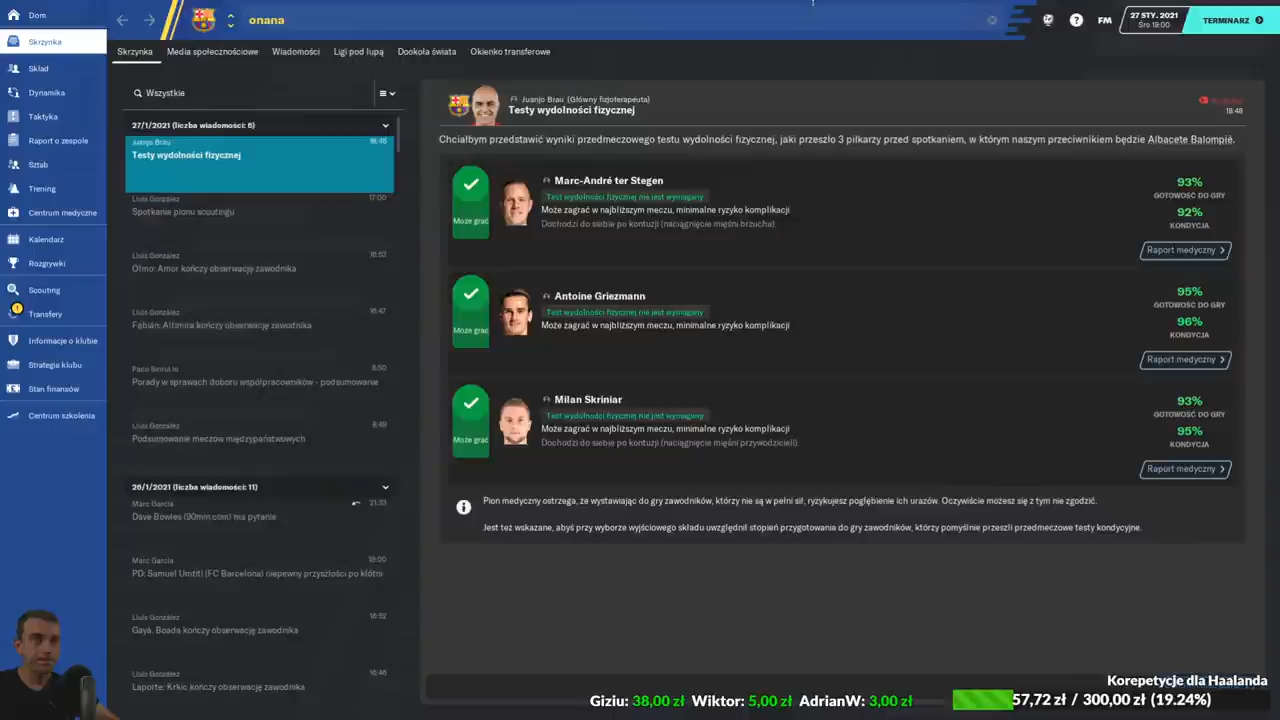 Dom
onana
FM
27 STY. 2021
Śro 19:00
TERMINARZ
Skrzynka
Skład
Dynamika
Taktyka
Raport o zespole
Sztab
Trening
Centrum medyczne
Kalendarz
Rozgrywki
Scouting
1
Transfery
Informacje o klubie
Strategia klubu
Stan finansów
Centrum szkolenia
Skrzynka
Media społecznościowe
Wiadomości
Ligi pod lupą
Dookoła świata
Okienko transferowe
Wszystkie
27/1/2021 (liczba wiadomości: 6)
Juanjo Brau 18:48
Testy wydolności fizycznej
Lluís González 17:00
Spotkanie pionu scoutingu
Lluís González 16:52
Olmo: Amor kończy obserwację zawodnika
Lluís González 16:47
Fabián: Altimira kończy obserwację zawodnika
8:50
Porady w sprawach doboru współpracowników - podsumowanie
Lluís González 8:49
Podsumowanie meczów międzypaństwowych
26/1/2021 (liczba wiadomości: 11)
Marc García 21:33
Dave Bowles (90min.com) ma pytanie
Marc García 19:00
PD: Samuel Umtiti (FC Barcelona) niepewny przyszłości po kłótni
Lluís González 16:52
Gayà: Boada kończy obserwację zawodnika
Lluís González 16:46
Laporte: Krkic kończy obserwację zawodnika
Juanjo Brau (Główny fizjoterapeuta)
Testy wydolności fizycznej
18:48
Chciałbym przedstawić wyniki przedmeczowego testu wydolności fizycznej, jaki przeszło 3 piłkarzy przed spotkaniem, w którym naszym przeciwnikiem będzie Albacete Balompié.
Może grać
Marc-André ter Stegen
Test wydolności fizycznej nie jest wymagany
Może zagrać w najbliższym meczu, minimalne ryzyko komplikacji
Dochodzi do siebie po kontuzji (naciągnięcie mięśni brzucha)
93%
GOTOWOŚĆ DO GRY
92%
KONDYCJA
Raport medyczny
Może grać
Antoine Griezmann
Test wydolności fizycznej nie jest wymagany
Może zagrać w najbliższym meczu, minimalne ryzyko komplikacji
95%
GOTOWOŚĆ DO GRY
96%
KONDYCJA
Raport medyczny
Może grać
Milan Skriniar
Test wydolności fizycznej nie jest wymagany
Może zagrać w najbliższym meczu, minimalne ryzyko komplikacji
Dochodzi do siebie po kontuzji (naciągnięcie mięśni przywodzicieli)
93%
GOTOWOŚĆ DO GRY
95%
KONDYCJA
Raport medyczny
Pion medyczny ostrzega, że wystawiając do gry zawodników, którzy nie są w pełni sił, ryzykujesz pogłębienie ich urazów. Oczywiście możesz się z tym nie zgodzić.
Jest też wskazane, abyś przy wyborze wyjściowego składu uwzględnił stopień przygotowania do gry zawodników, którzy pomyślnie przeszli przedmeczowe testy kondycyjne.
Korepetycje dla Haalanda
Giziu: 38,00 zł Wiktor: 5,00 zł AdrianW: 3,00 zł
57,72 zł / 300,00 zł (19.24%)